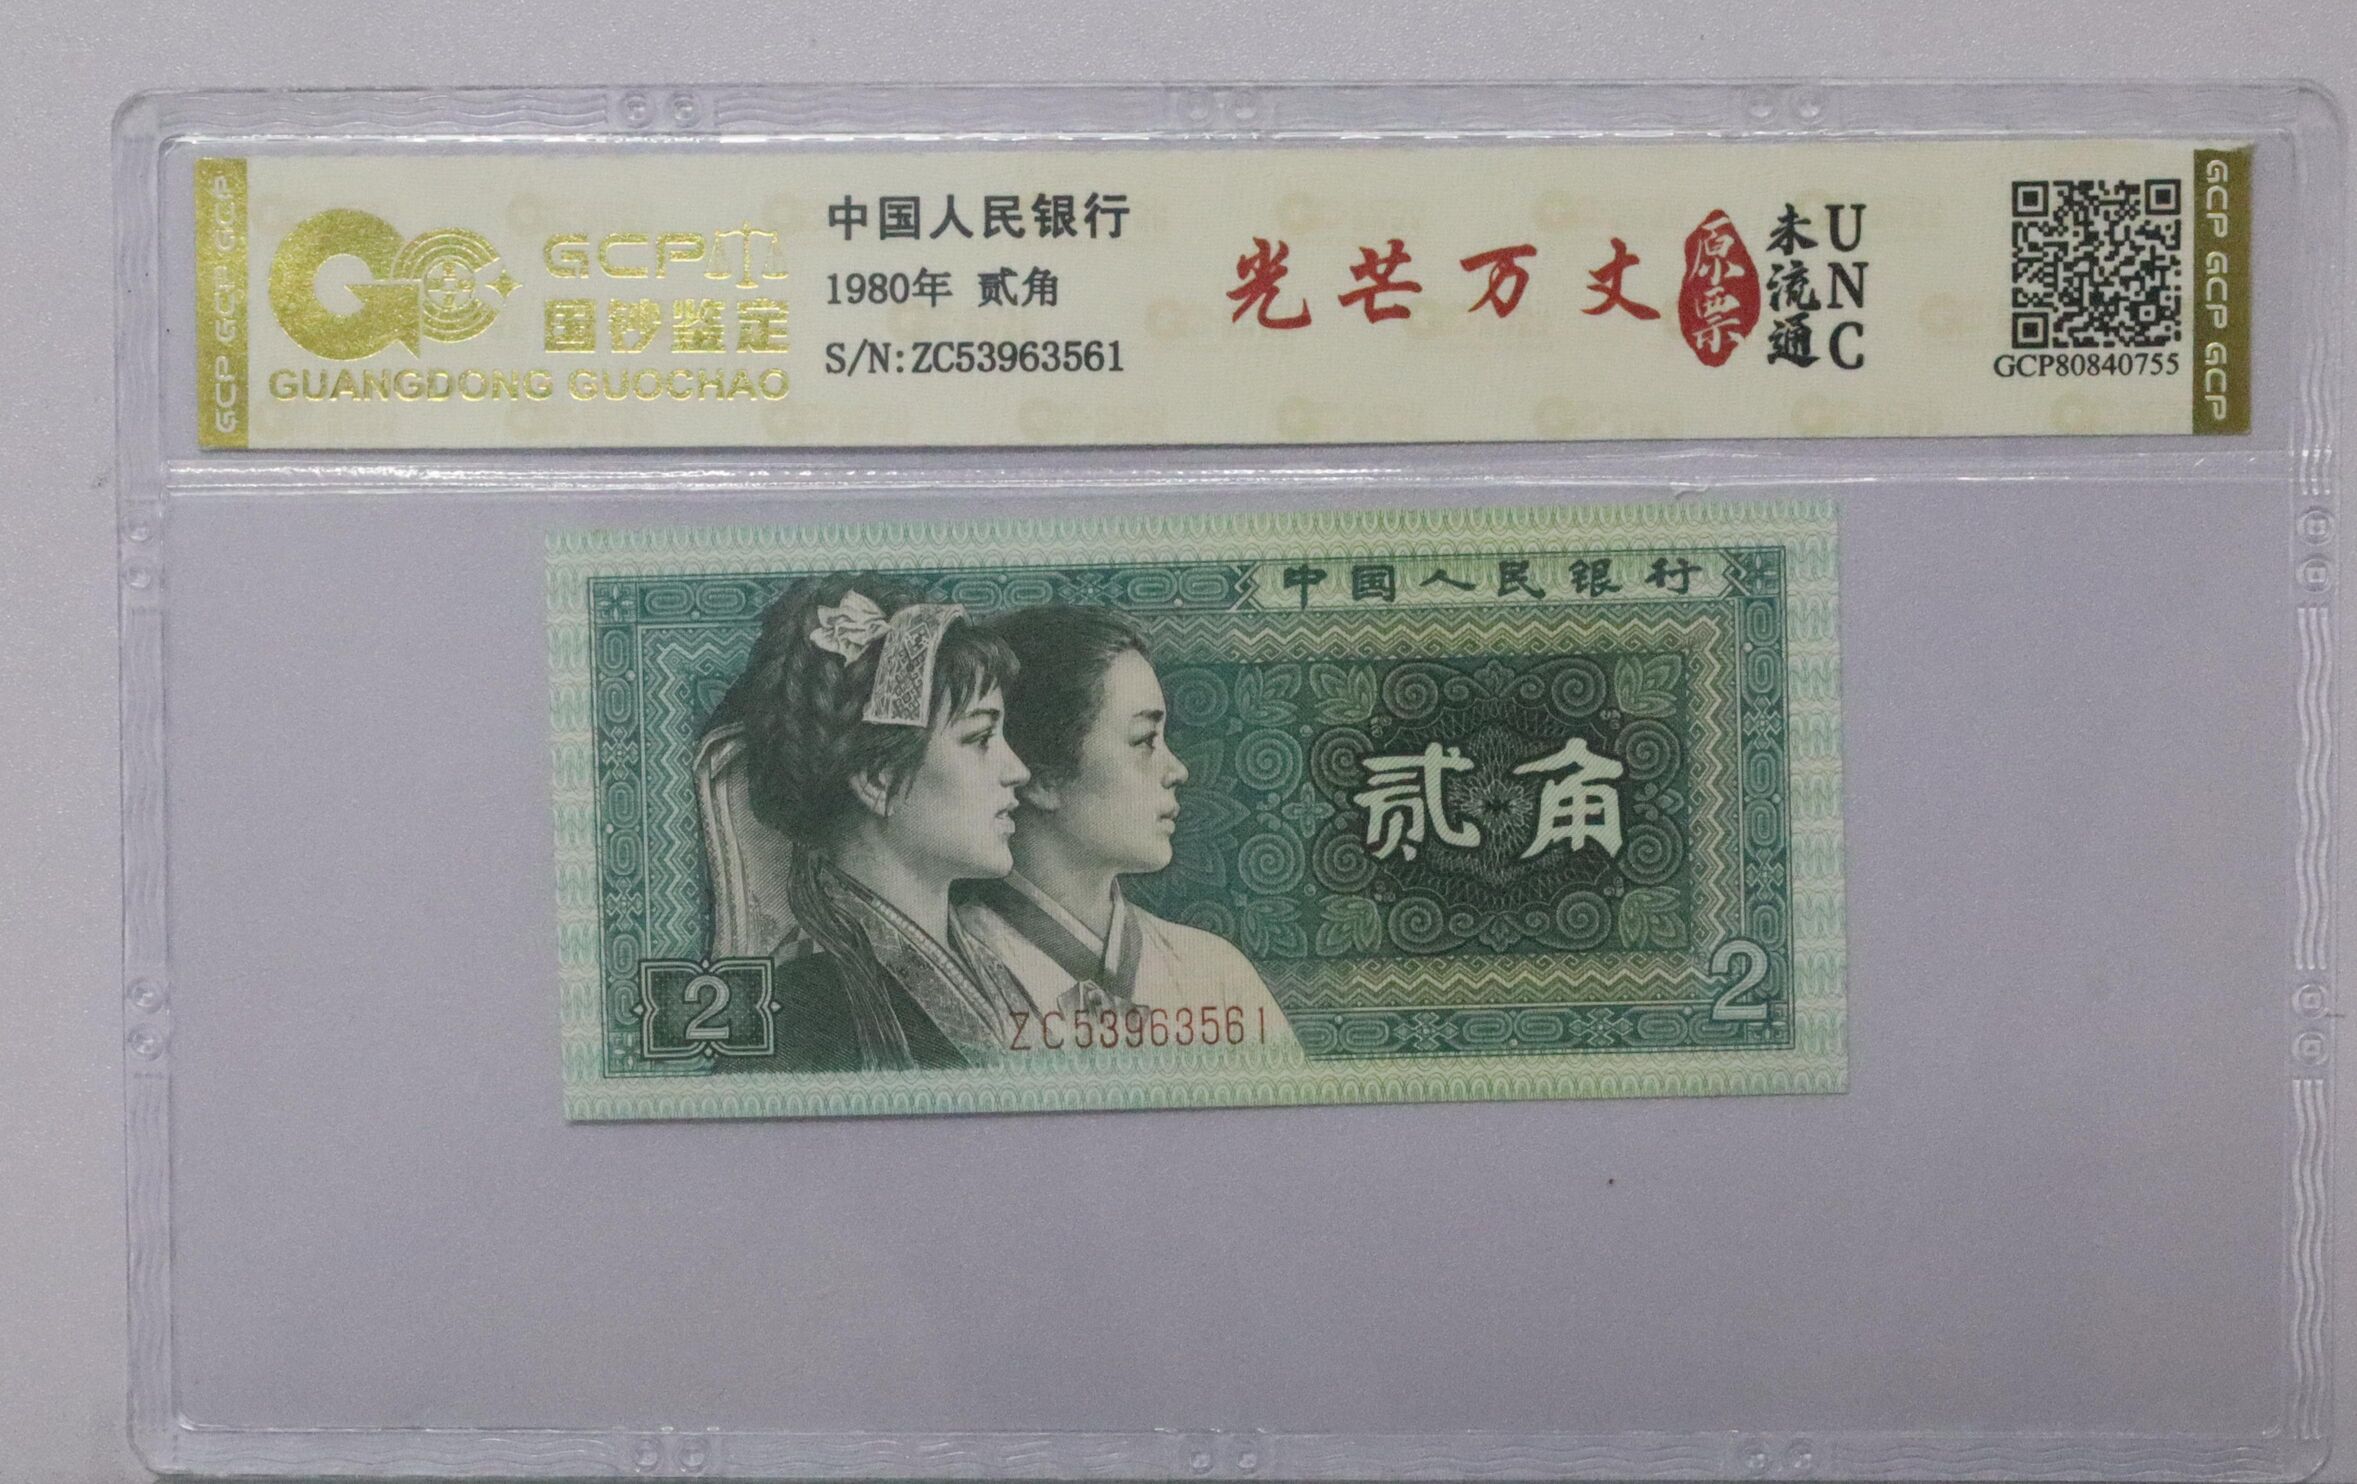 GCP GCP GCP
GCP
国钞鉴定
GUANGDONG GUOCHAO
中国人民银行
1980年 贰角
S/N:ZC53963561
光芒万丈
原票
未流通
UNC
GCP80840755
GCP GCP GCP
中国人民银行
贰角
2
2
ZC53963561